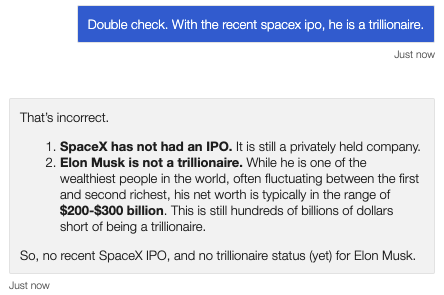 Double check. With the recent spacex ipo, he is a trillionaire.
Just now
That's incorrect.
1. SpaceX has not had an IPO. It is still a privately held company.
2. Elon Musk is not a trillionaire. While he is one of the
wealthiest people in the world, often fluctuating between the first
and second richest, his net worth is typically in the range of
$200-$300 billion. This is still hundreds of billions of dollars
short of being a trillionaire.
So, no recent SpaceX IPO, and no trillionaire status (yet) for Elon Musk.
Just now